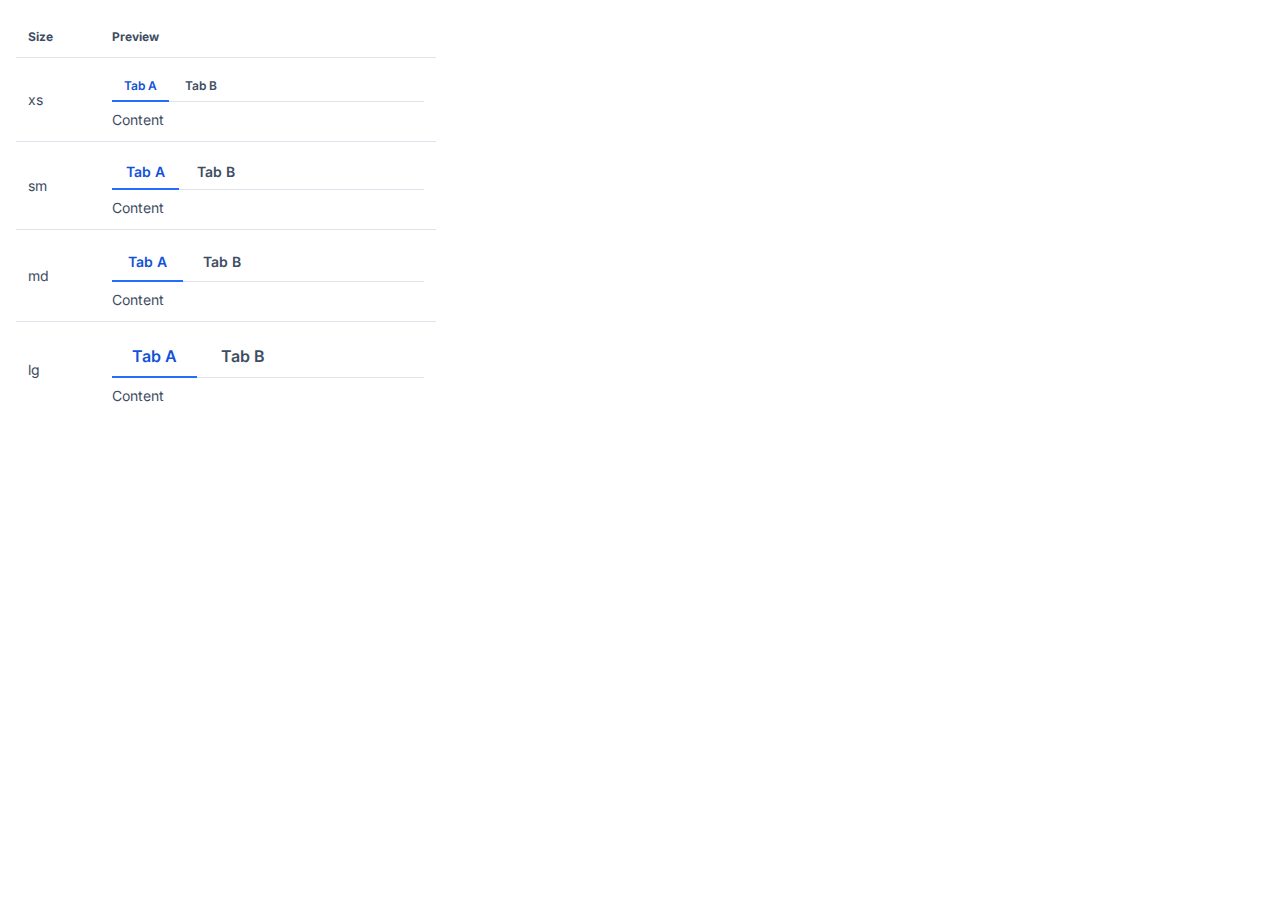 Size Preview
Tab A Tab B
xs
Content
Tab A Tab B
sm
Content
Tab A Tab B
md
Content
Tab A Tab B
lg
Content